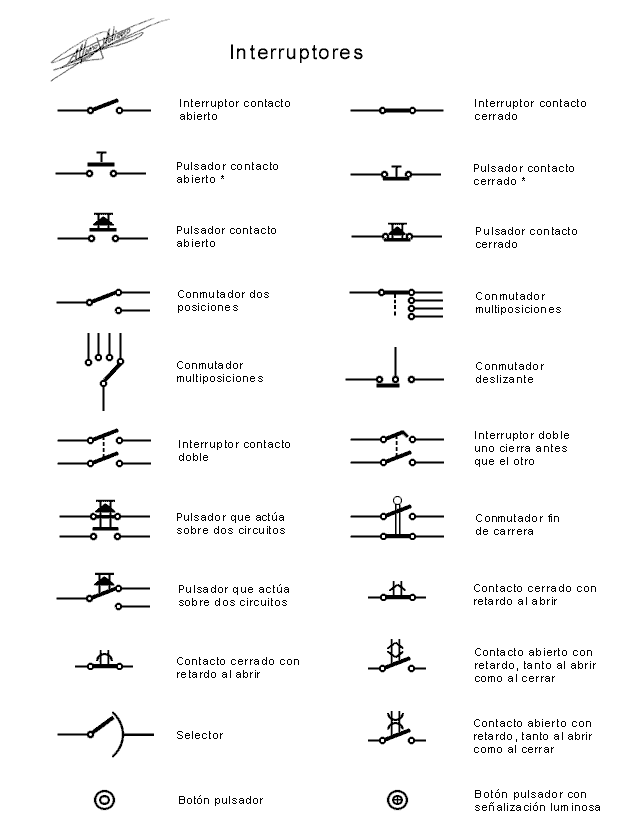 Interruptores
Interruptor contacto
abierto
Interruptor contacto
cerrado
Pulsador contacto
abierto *
Pulsador contacto
cerrado *
Pulsador contacto
abierto
Pulsador contacto
cerrado
Conmutador dos
posiciones
Conmutador
multiposiciones
Conmutador
multiposiciones
Conmutador
deslizante
Interruptor contacto
doble
Interruptor doble
uno cierra antes
que el otro
Pulsador que actúa
sobre dos circuitos
Conmutador fin
de carrera
Pulsador que actúa
sobre dos circuitos
Contacto cerrado con
retardo al abrir
Contacto cerrado con
retardo al abrir
Contacto abierto con
retardo, tanto al abrir
como al cerrar
Selector
Contacto abierto con
retardo, tanto al abrir
como al cerrar
Botón pulsador
Botón pulsador con
señalización luminosa